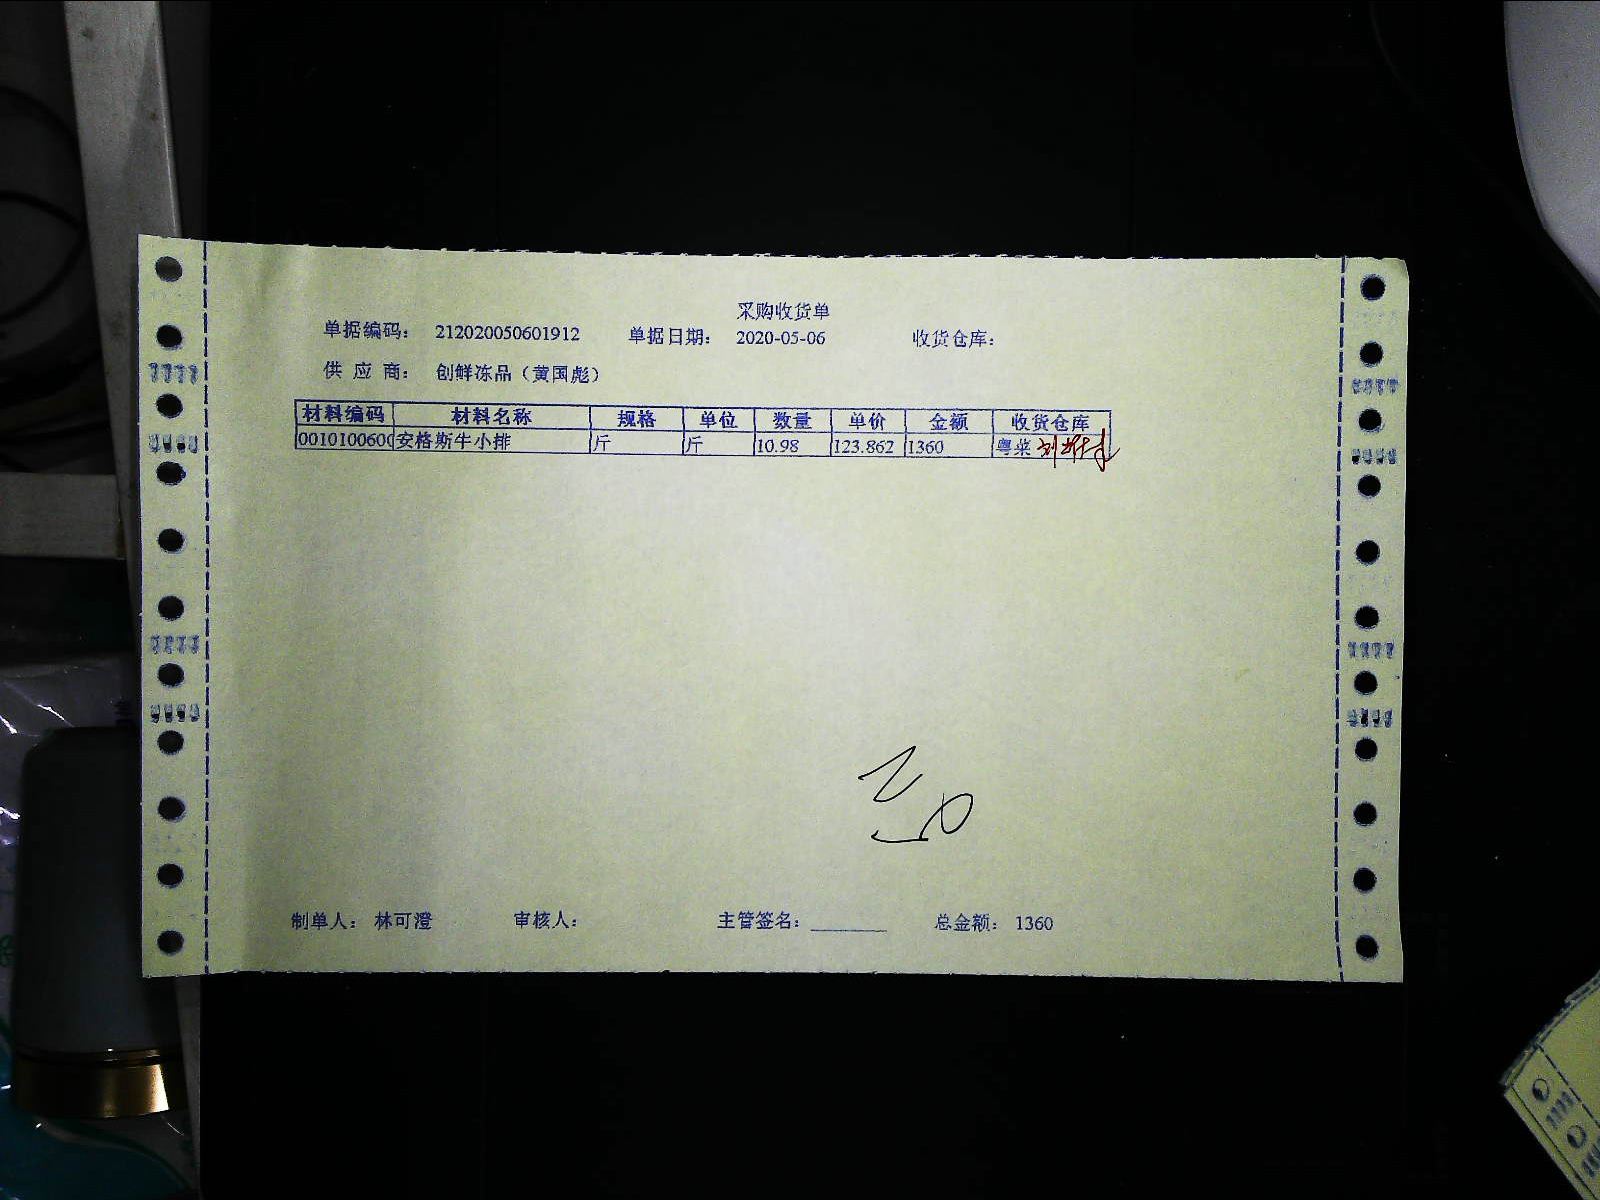 采购收货单
单据编码： 212020050601912 单据日期： 2020-05-06 收货仓库：
供 应 商： 创鲜冻品（黄国彪）
材料编码 材料名称 规格 单位 数量 单价 金额 收货仓库
001010060 安格斯牛小排 斤 斤 10.98 123.862 1360 粤菜
制单人： 林可澄 审核人： 主管签名： 总金额： 1360